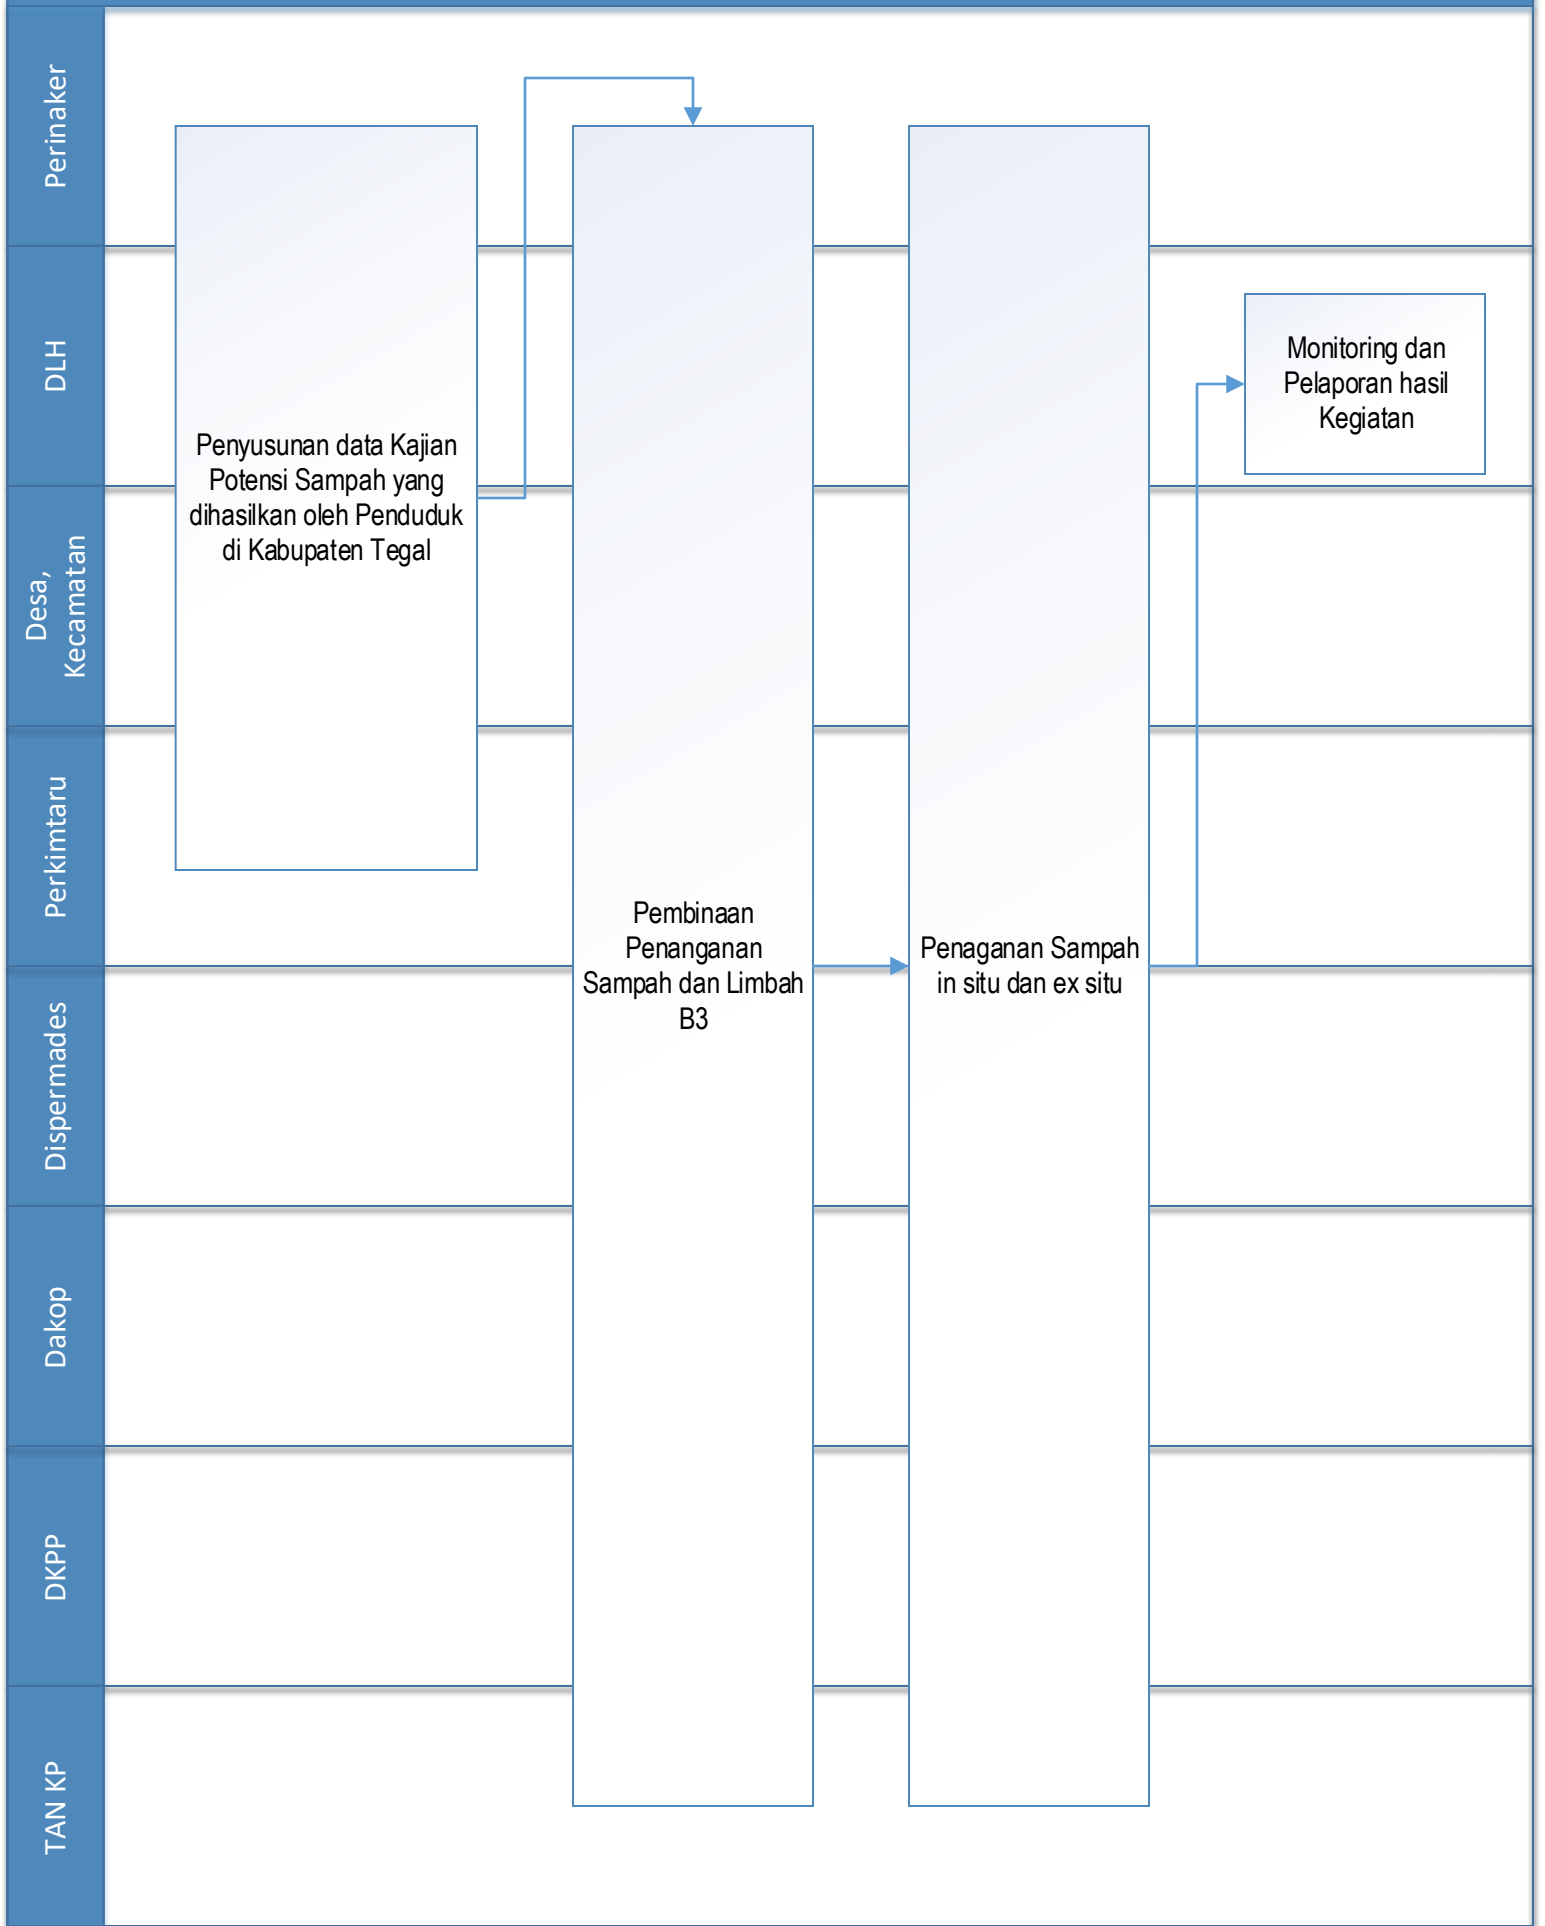 Perinaker
DLH
Desa,
Kecamatan
Perkimtaru
Dispermades
Dakop
DKPP
TAN KP
Penyusunan data Kajian
Potensi Sampah yang
dihasilkan oleh Penduduk
di Kabupaten Tegal
Pembinaan
Penanganan
Sampah dan Limbah
B3
Penaganan Sampah
in situ dan ex situ
Monitoring dan
Pelaporan hasil
Kegiatan